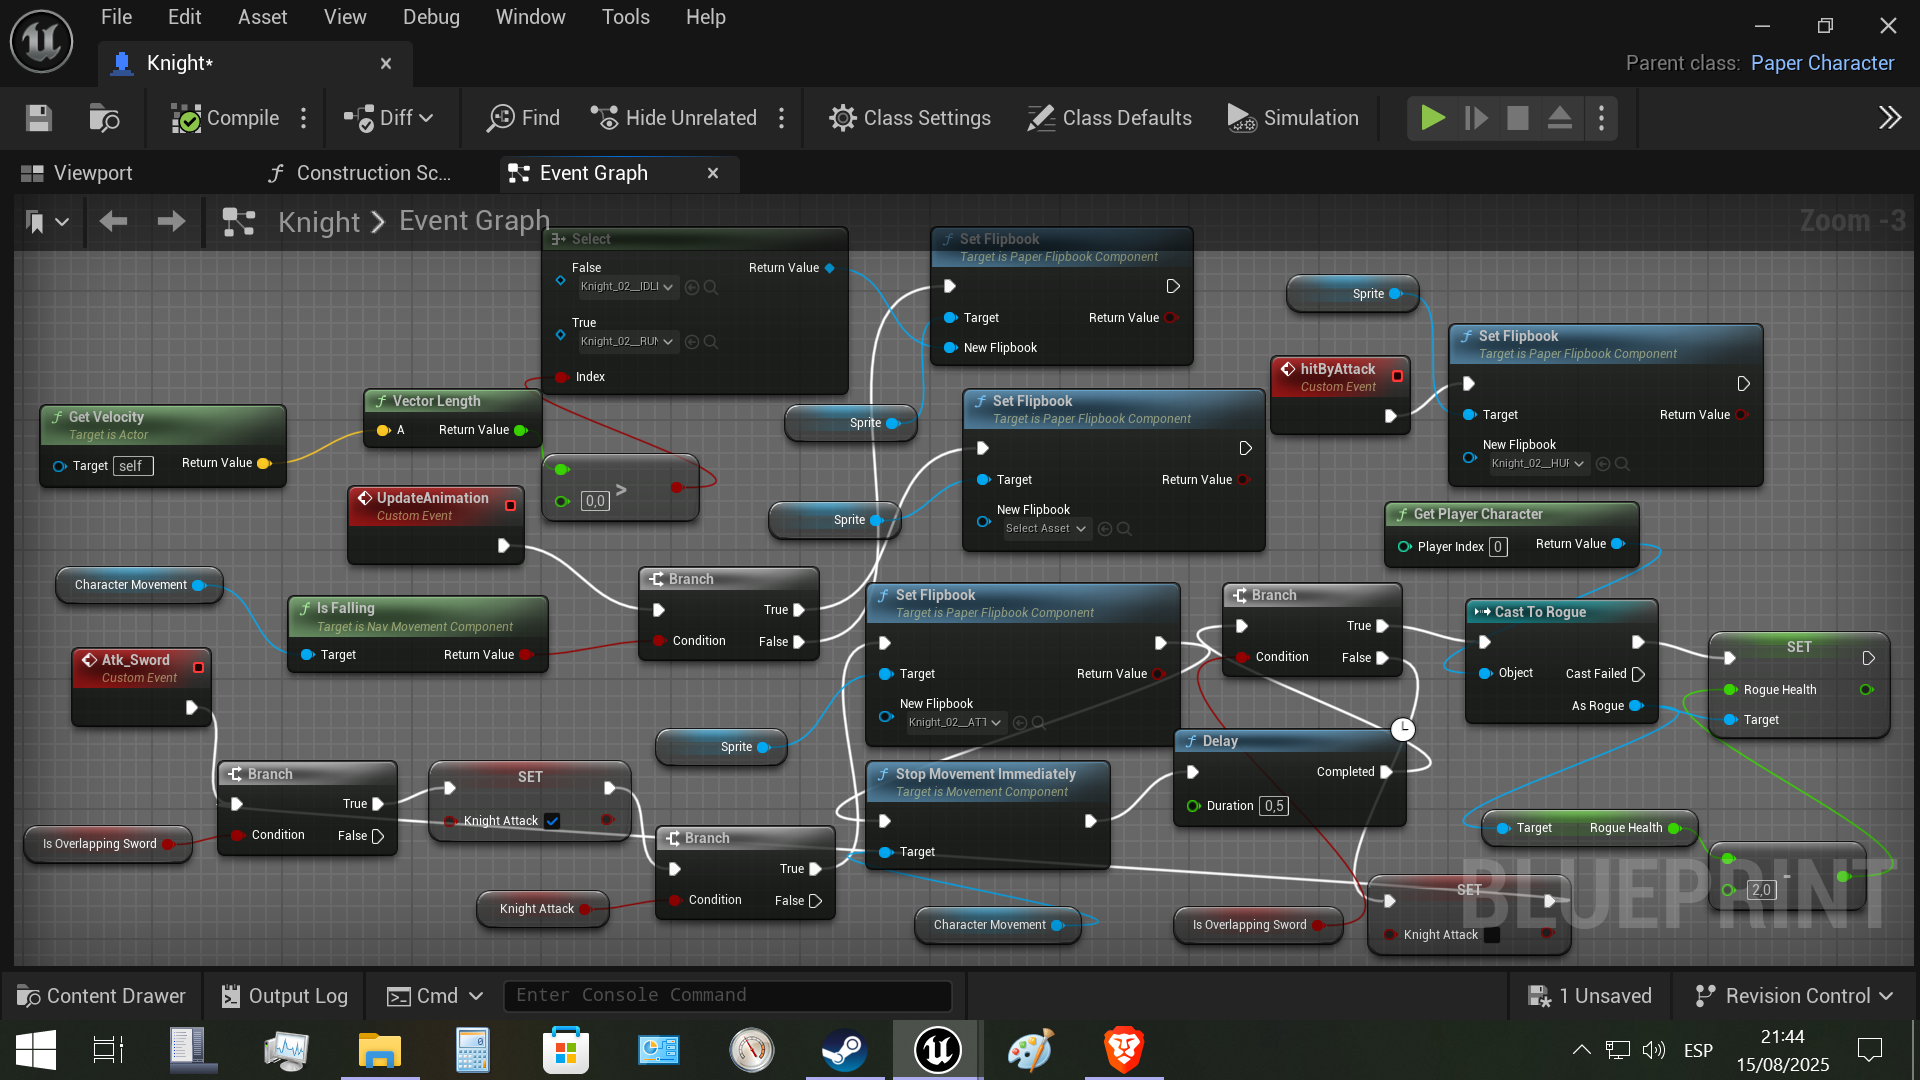 File Edit Asset View Debug Window Tools Help
Knight*
Parent class: Paper Character
Compile Diff Find Hide Unrelated Class Settings Class Defaults Simulation
Viewport Construction Sc... Event Graph
Knight > Event Graph
Zoom -3
Select
False
Return Value
Knight_02__IDLI
True
Knight_02__RUN
Index
Set Flipbook
Target is Paper Flipbook Component
Target
Return Value
New Flipbook
Sprite
Set Flipbook
Target is Paper Flipbook Component
Target
Return Value
New Flipbook
Knight_02__HUF
hitByAttack
Custom Event
Get Velocity
Target is Actor
Target self
Return Value
Vector Length
A
Return Value
0,0
>
Sprite
Set Flipbook
Target is Paper Flipbook Component
Target
Return Value
New Flipbook
Select Asset
Sprite
UpdateAnimation
Custom Event
Get Player Character
Player Index 0
Return Value
Character Movement
Is Falling
Target is Nav Movement Component
Target
Return Value
Branch
True
Condition
False
Set Flipbook
Target is Paper Flipbook Component
Target
Return Value
New Flipbook
Knight_02__ATT
Branch
True
Condition
False
Cast To Rogue
Object
Cast Failed
As Rogue
SET
Rogue Health
Target
Atk_Sword
Custom Event
Sprite
Delay
Completed
Duration 0,5
Branch
True
Condition
False
Is Overlapping Sword
SET
Knight Attack
Branch
True
Condition
False
Knight Attack
Stop Movement Immediately
Target is Movement Component
Target
Character Movement
Is Overlapping Sword
SET
Knight Attack
Target
Rogue Health
-
2,0
BLUEPRINT
Content Drawer Output Log Cmd Enter Console Command 1 Unsaved Revision Control
ESP
21:44
15/08/2025